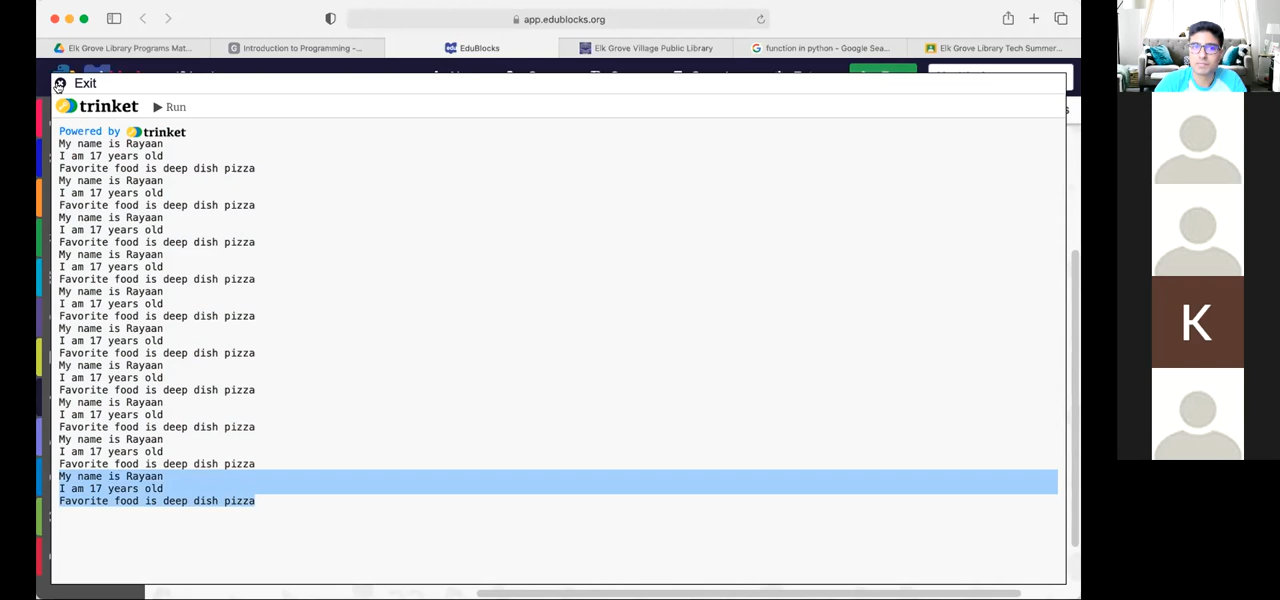 app.edublocks.org
Elk Grove Library Programs Mat...
Introduction to Programming -...
edu EduBlocks
Elk Grove Village Public Library
function in python - Google Sea...
Elk Grove Library Tech Summer...
Exit
trinket Run
Powered by trinket
My name is Rayaan
I am 17 years old
Favorite food is deep dish pizza
My name is Rayaan
I am 17 years old
Favorite food is deep dish pizza
My name is Rayaan
I am 17 years old
Favorite food is deep dish pizza
My name is Rayaan
I am 17 years old
Favorite food is deep dish pizza
My name is Rayaan
I am 17 years old
Favorite food is deep dish pizza
My name is Rayaan
I am 17 years old
Favorite food is deep dish pizza
My name is Rayaan
I am 17 years old
Favorite food is deep dish pizza
My name is Rayaan
I am 17 years old
Favorite food is deep dish pizza
My name is Rayaan
I am 17 years old
Favorite food is deep dish pizza
My name is Rayaan
I am 17 years old
Favorite food is deep dish pizza
K